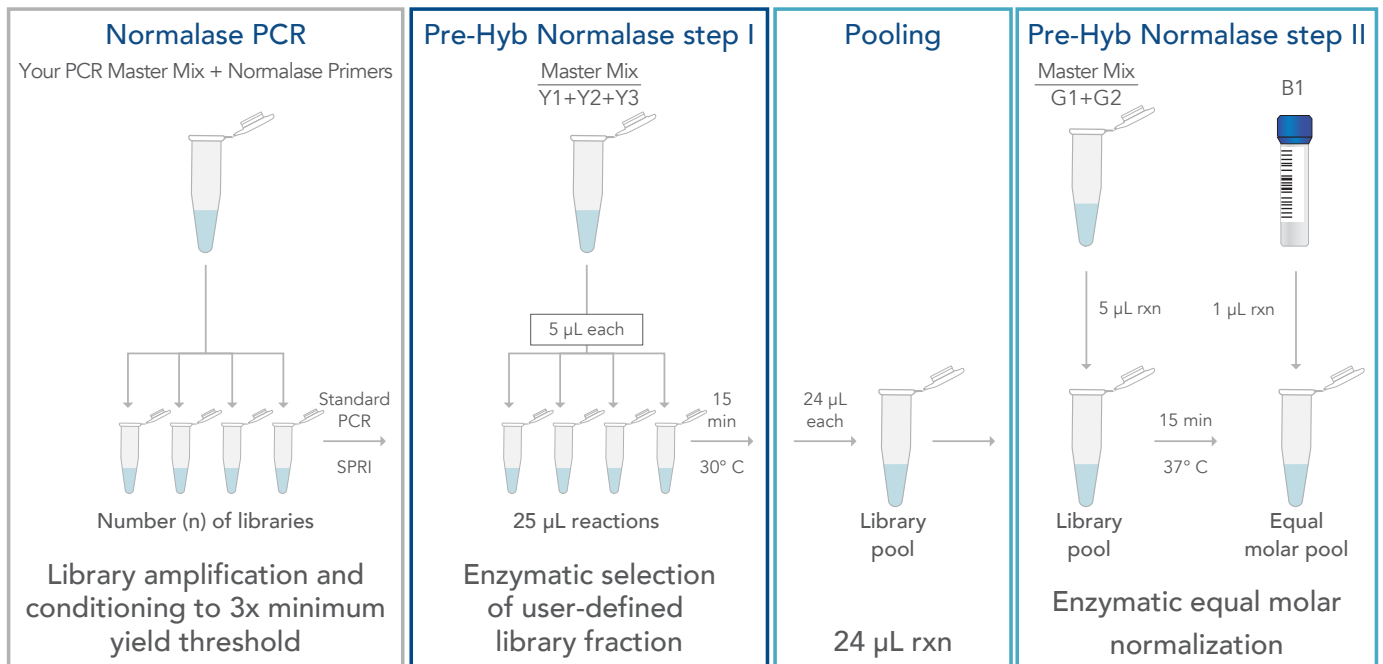 Normalase PCR
Your PCR Master Mix + Normalase Primers
Standard
PCR
SPRI
Number (n) of libraries
Library amplification and
conditioning to 3x minimum
yield threshold
Pre-Hyb Normalase step I
Master Mix
Y1+Y2+Y3
5 µL each
15
min
30° C
25 µL reactions
Enzymatic selection
of user-defined
library fraction
Pooling
24 µL
each
Library
pool
24 µL rxn
Pre-Hyb Normalase step II
Master Mix
G1+G2
B1
5 µL rxn
1 µL rxn
15 min
37° C
Library
pool
Equal
molar pool
Enzymatic equal molar
normalization